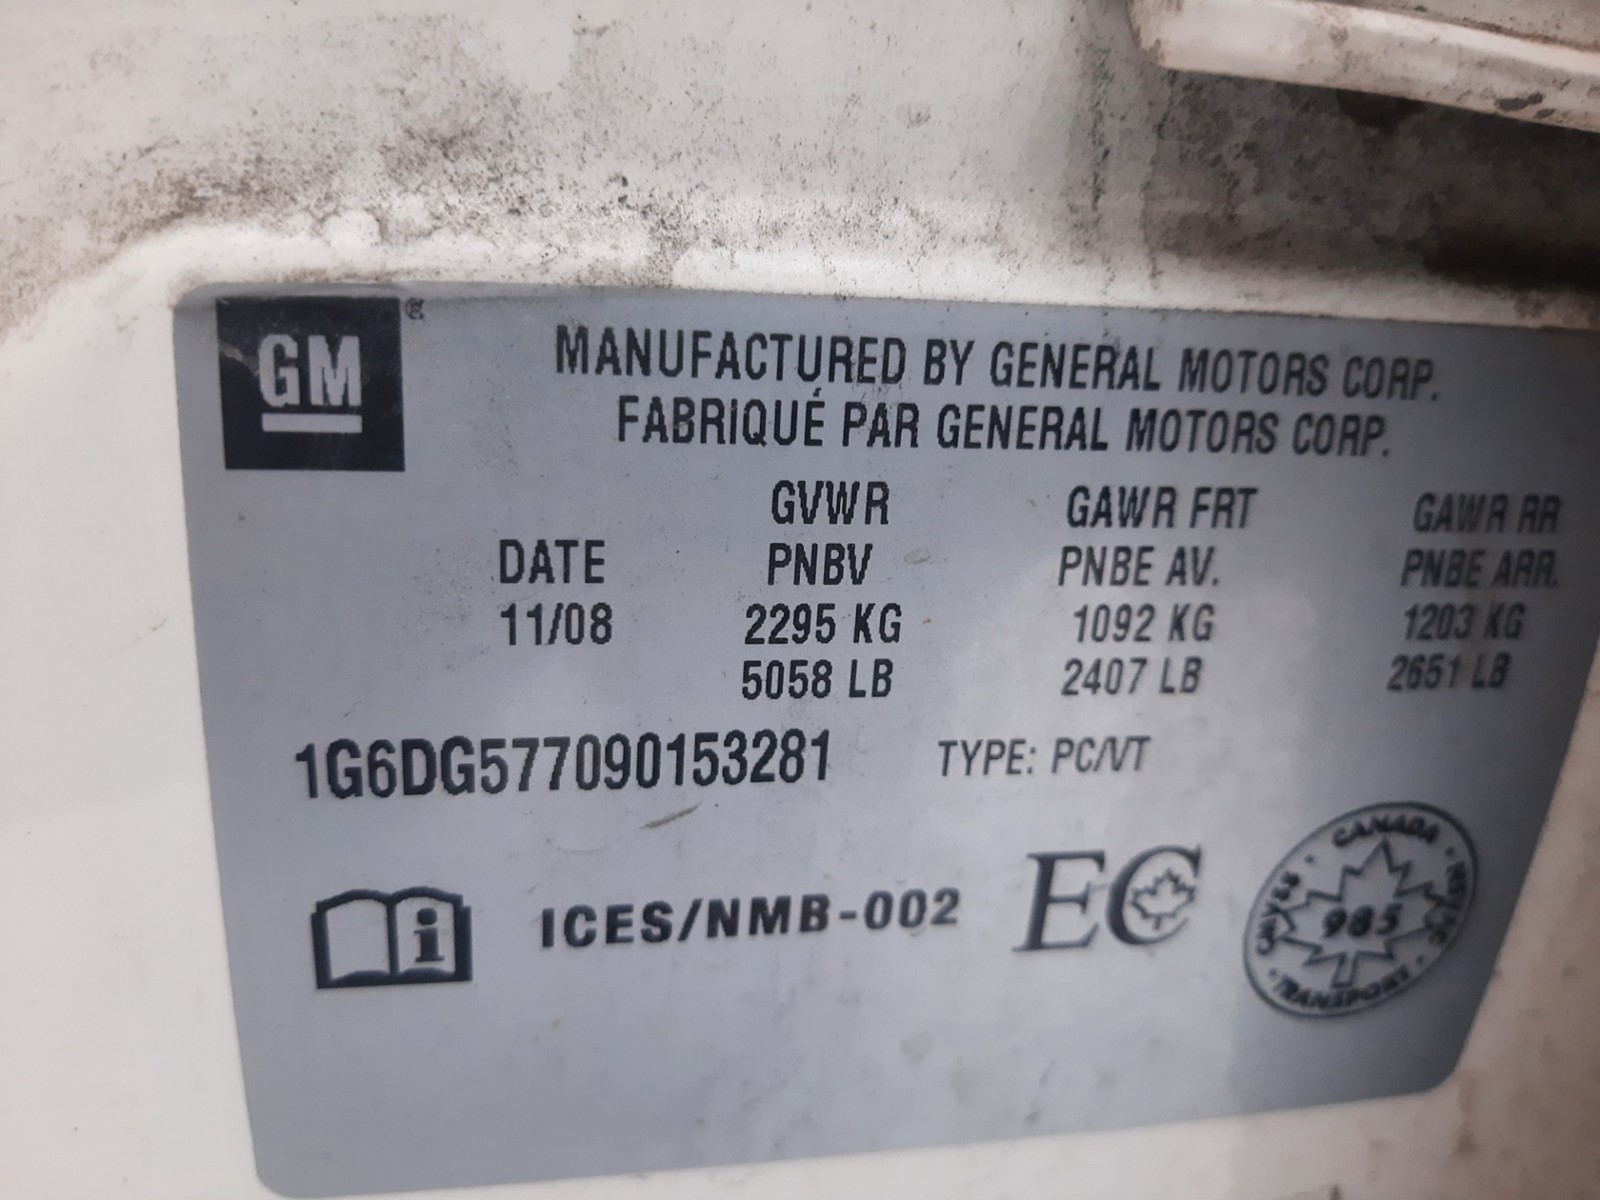 GM
MANUFACTURED BY GENERAL MOTORS CORP.
FABRIQUÉ PAR GENERAL MOTORS CORP.
GVWR GAWR FRT GAWR RR
DATE PNBV PNBE AV. PNBE ARR.
11/08 2295 KG 1092 KG 1203 KG
5058 LB 2407 LB 2651 LB
1G6DG577090153281 TYPE: PC/VT
i ICES/NMB-002 EC
CANADA
CMVSS 985 NSVAC
TRANSPORT